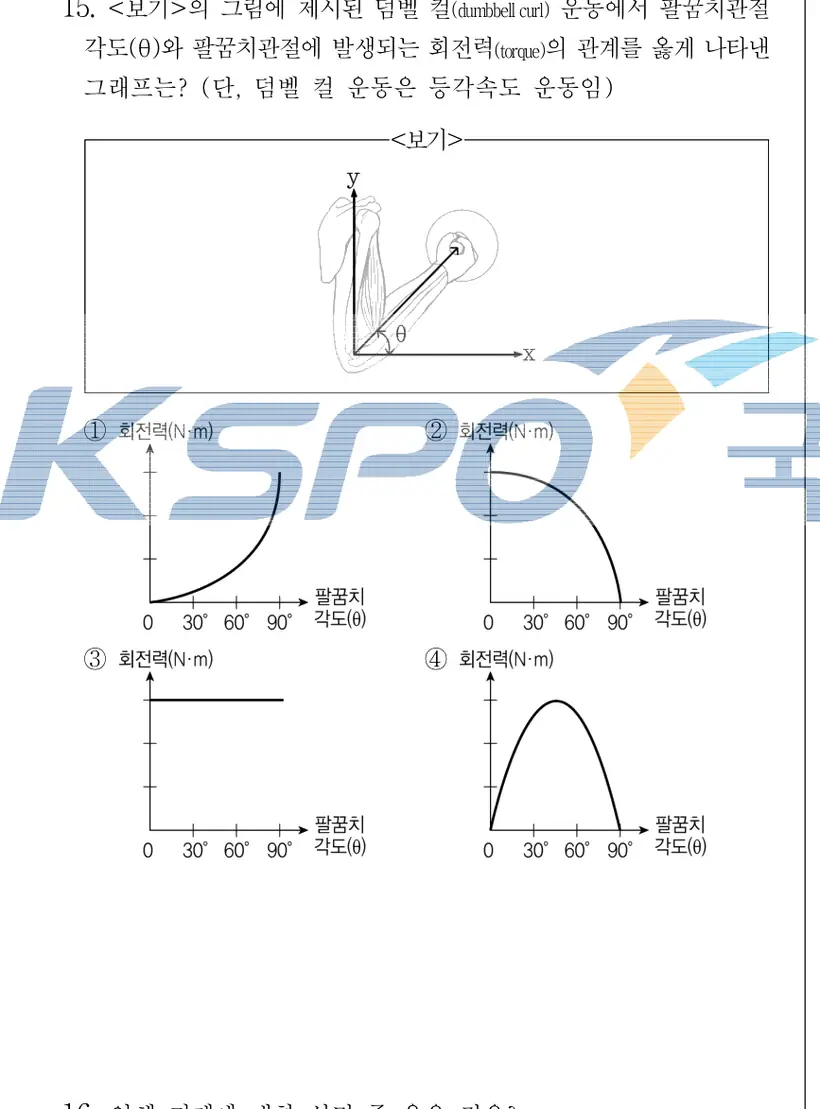 15. <보기>의 그림에 제시된 덤벨 컬(dumbbell curl) 운동에서 팔꿈치관절
각도(θ)와 팔꿈치관절에 발생되는 회전력(torque)의 관계를 옳게 나타낸
그래프는? (단, 덤벨 컬 운동은 등각속도 운동임)
<보기>
y
θ
x
KSPO 국
① 회전력(N·m)
팔꿈치
0 30° 60° 90° 각도(θ)
② 회전력(N·m)
팔꿈치
0 30° 60° 90° 각도(θ)
③ 회전력(N·m)
팔꿈치
0 30° 60° 90° 각도(θ)
④ 회전력(N·m)
팔꿈치
0 30° 60° 90° 각도(θ)